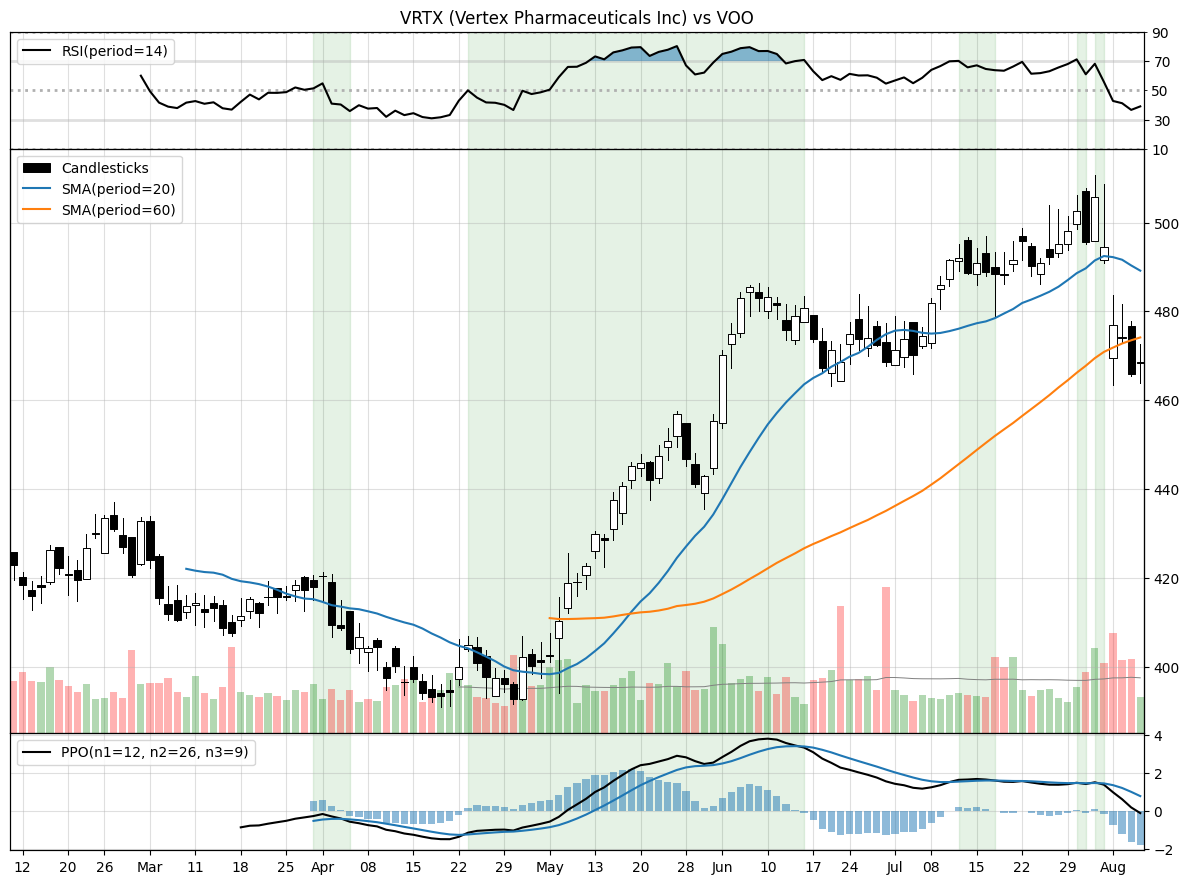 VRTX (Vertex Pharmaceuticals Inc) vs VOO
RSI(period=14)
90
70
50
30
10
Candlesticks
SMA(period=20)
SMA(period=60)
500
480
460
440
420
400
PPO(n1=12, n2=26, n3=9)
4
2
0
−2
12 20 26 Mar 11 18 25 Apr 08 15 22 29 May 13 20 28 Jun 10 17 24 Jul 08 15 22 29 Aug